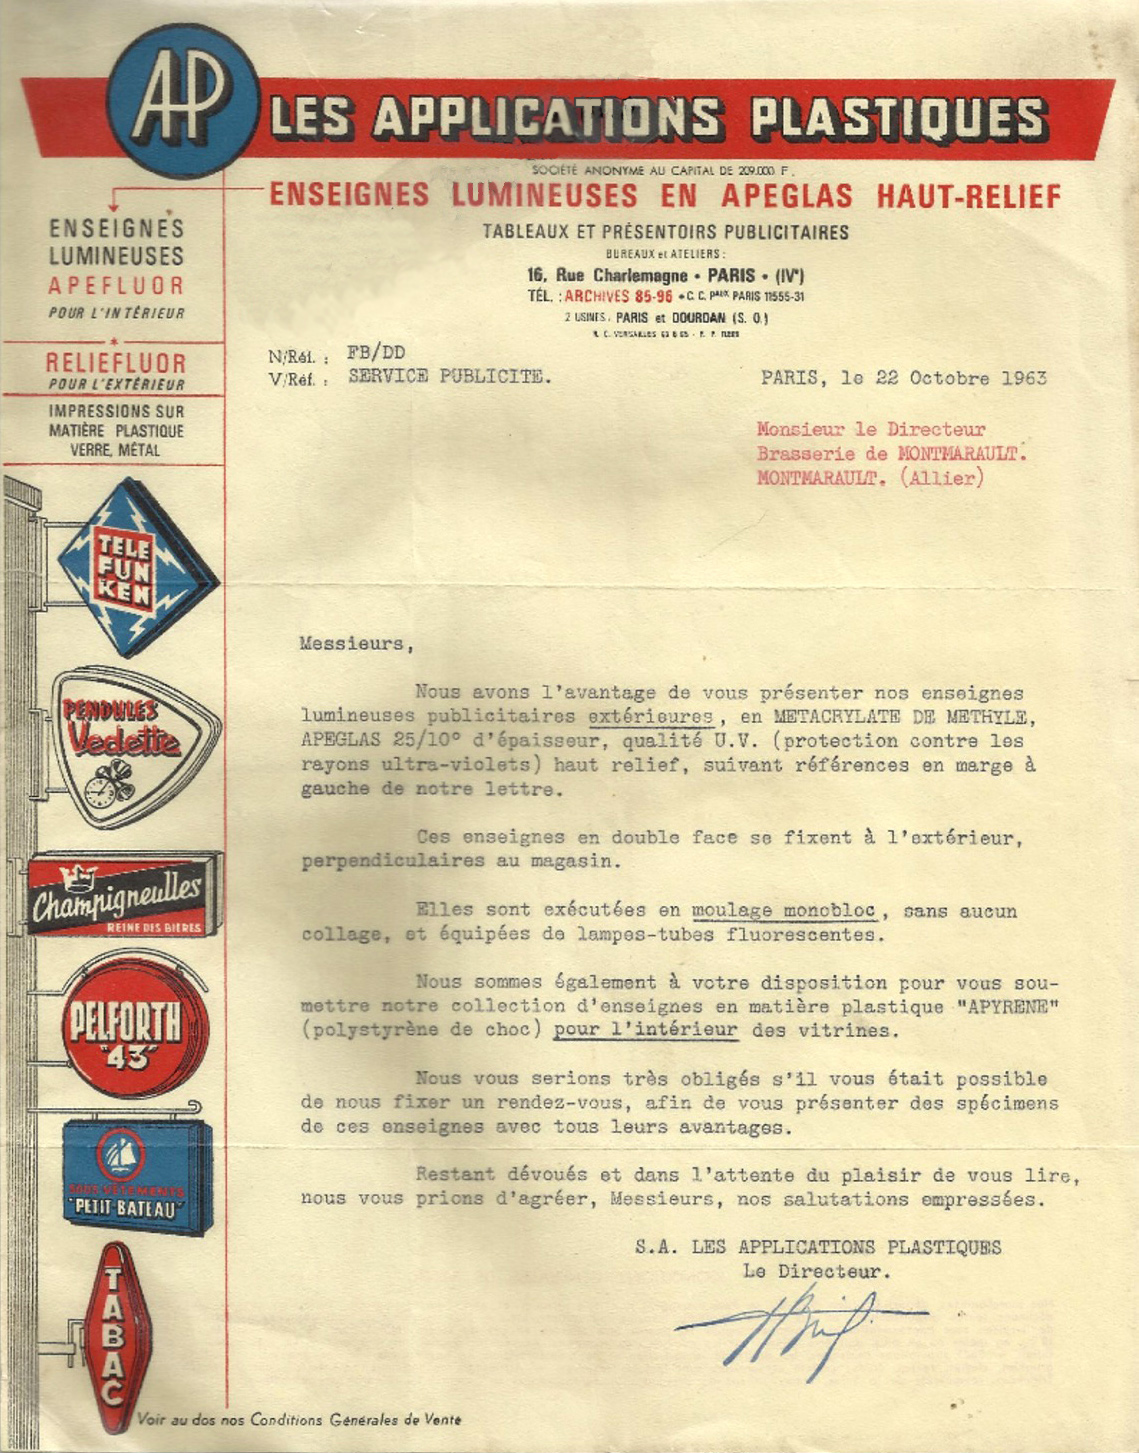 AP
LES APPLICATIONS PLASTIQUES
SOCIÉTÉ ANONYME AU CAPITAL DE 209.000 F.
ENSEIGNES LUMINEUSES EN APEGLAS HAUT-RELIEF
TABLEAUX ET PRÉSENTOIRS PUBLICITAIRES
BUREAUX et ATELIERS :
16, Rue Charlemagne • PARIS • (IVe)
TÉL. : ARCHIVES 85-96 • C. C. Paux PARIS 11555-31
2 USINES : PARIS et DOURDAN (S. O.)
ENSEIGNES
LUMINEUSES
APEFLUOR
POUR L'INTÉRIEUR
*
RELIEFLUOR
POUR L'EXTÉRIEUR
IMPRESSIONS SUR
MATIÈRE PLASTIQUE
VERRE, MÉTAL
TELE
FUN
KEN
PENDULES
Vedette
Champigneulles
REINE DES BIÈRES
PELFORTH
"43"
SOUS-VÊTEMENTS
"PETIT-BATEAU"
TABAC
N/Réf. : FB/DD
V/Réf. : SERVICE PUBLICITE.
PARIS, le 22 Octobre 1963
Monsieur le Directeur
Brasserie de MONTMARAULT.
MONTMARAULT. (Allier)
Messieurs,
Nous avons l'avantage de vous présenter nos enseignes
lumineuses publicitaires extérieures, en METACRYLATE DE METHYLE,
APEGLAS 25/10° d'épaisseur, qualité U.V. (protection contre les
rayons ultra-violets) haut relief, suivant références en marge à
gauche de notre lettre.
Ces enseignes en double face se fixent à l'extérieur,
perpendiculaires au magasin.
Elles sont exécutées en moulage monobloc, sans aucun
collage, et équipées de lampes-tubes fluorescentes.
Nous sommes également à votre disposition pour vous sou-
mettre notre collection d'enseignes en matière plastique "APYRENE"
(polystyrène de choc) pour l'intérieur des vitrines.
Nous vous serions très obligés s'il vous était possible
de nous fixer un rendez-vous, afin de vous présenter des spécimens
de ces enseignes avec tous leurs avantages.
Restant dévoués et dans l'attente du plaisir de vous lire,
nous vous prions d'agréer, Messieurs, nos salutations empressées.
S.A. LES APPLICATIONS PLASTIQUES
Le Directeur.
Voir au dos nos Conditions Générales de Vente